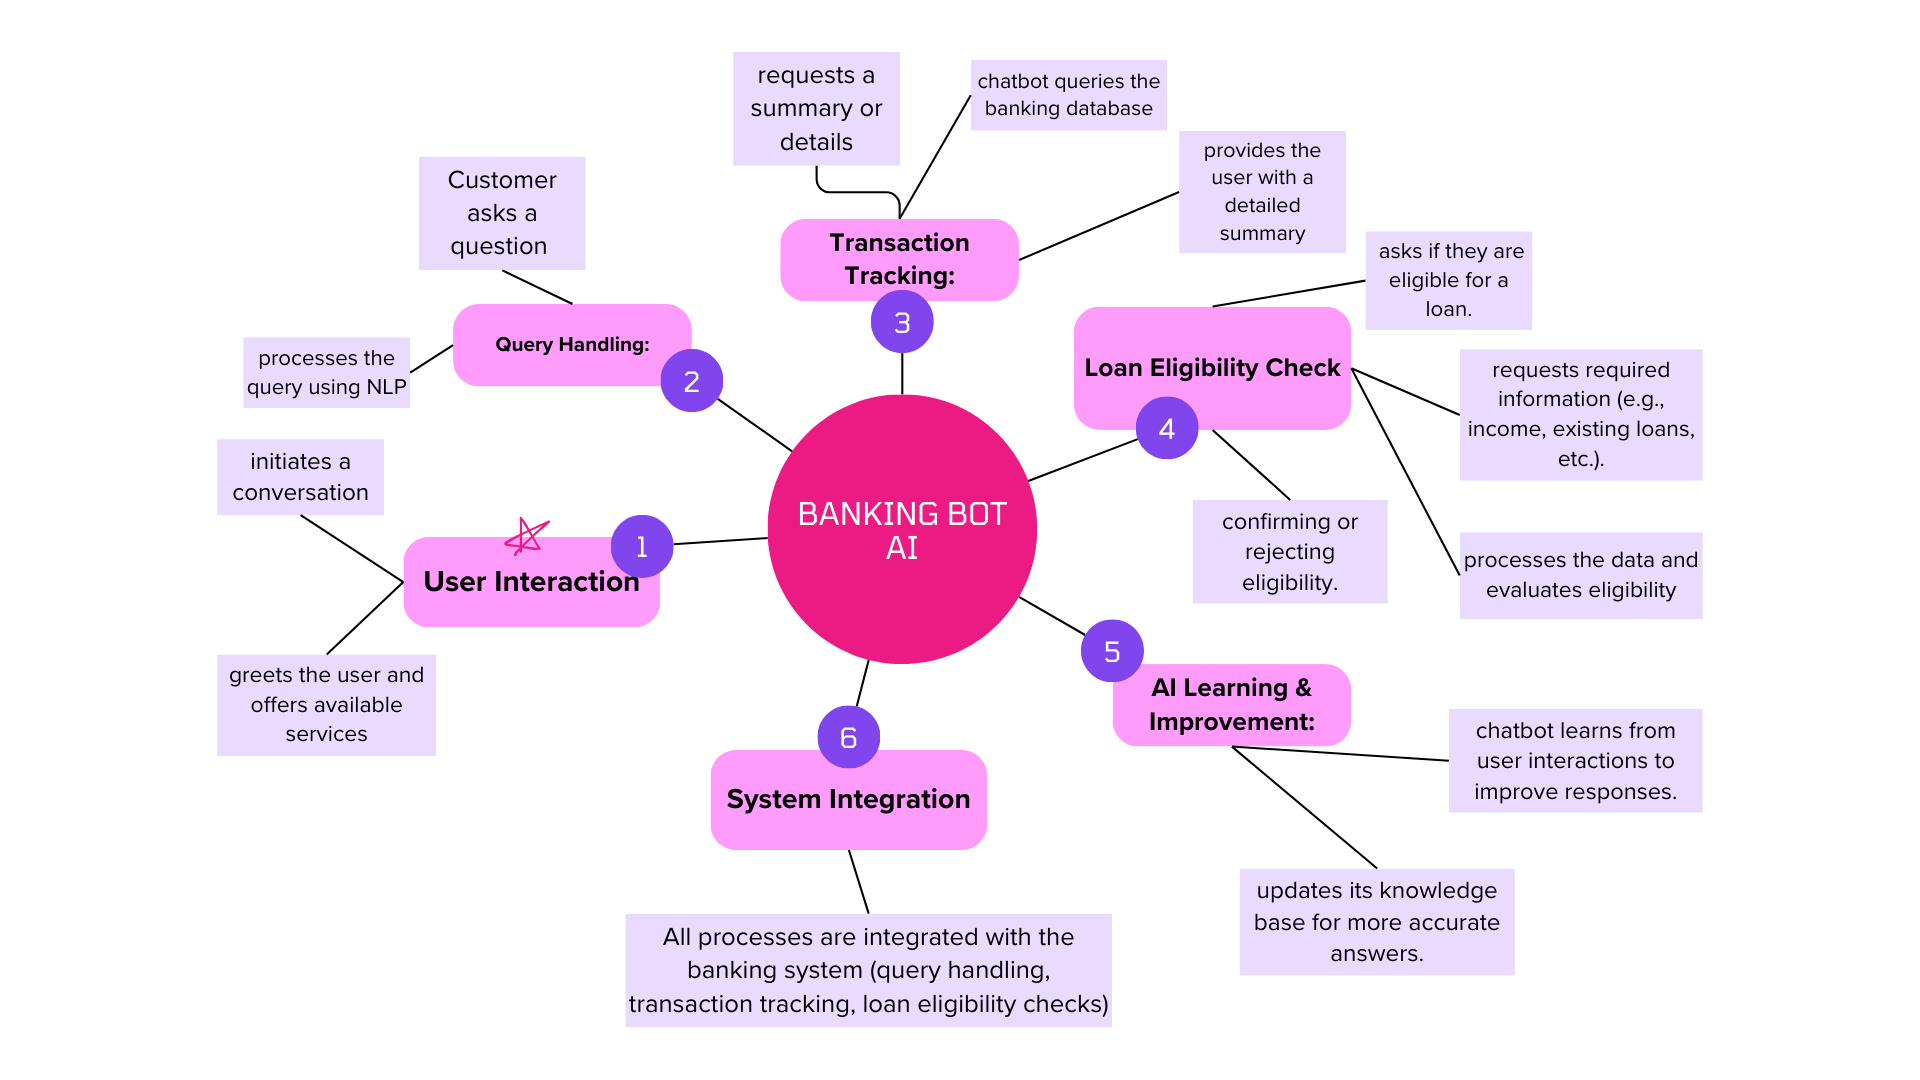 BANKING BOT
AI
1
User Interaction
initiates a
conversation
greets the user and
offers available
services
2
Query Handling:
Customer
asks a
question
processes the
query using NLP
3
Transaction
Tracking:
requests a
summary or
details
chatbot queries the
banking database
provides the
user with a
detailed
summary
4
Loan Eligibility Check
asks if they are
eligible for a
loan.
requests required
information (e.g.,
income, existing loans,
etc.).
processes the data and
evaluates eligibility
confirming or
rejecting
eligibility.
5
AI Learning &
Improvement:
chatbot learns from
user interactions to
improve responses.
updates its knowledge
base for more accurate
answers.
6
System Integration
All processes are integrated with the
banking system (query handling,
transaction tracking, loan eligibility checks)